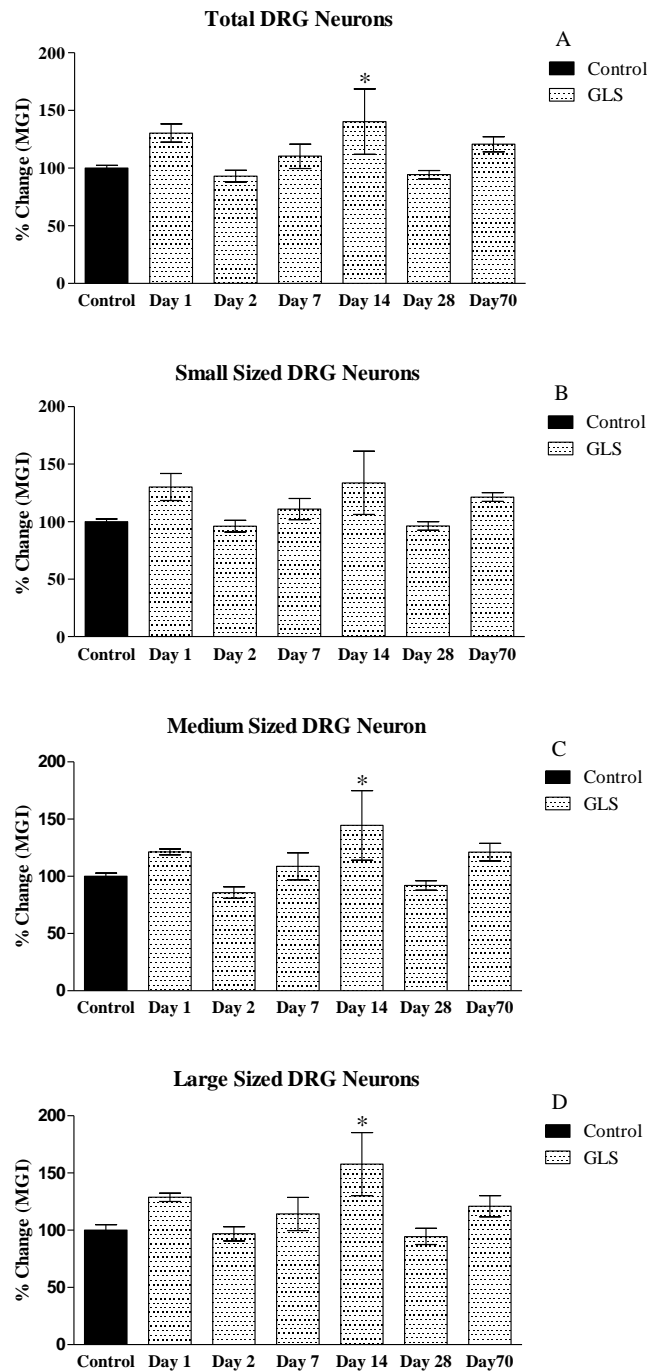 Total DRG Neurons
A
Control
GLS
% Change (MGI)
200
150
100
50
0
*
Control Day 1 Day 2 Day 7 Day 14 Day 28 Day70
Small Sized DRG Neurons
B
Control
GLS
% Change (MGI)
200
150
100
50
0
Control Day 1 Day 2 Day 7 Day 14 Day 28 Day70
Medium Sized DRG Neuron
C
Control
GLS
% Change (MGI)
200
150
100
50
0
*
Control Day 1 Day 2 Day 7 Day 14 Day 28 Day70
Large Sized DRG Neurons
D
Control
GLS
% Change (MGI)
200
150
100
50
0
*
Control Day 1 Day 2 Day 7 Day 14 Day 28 Day70